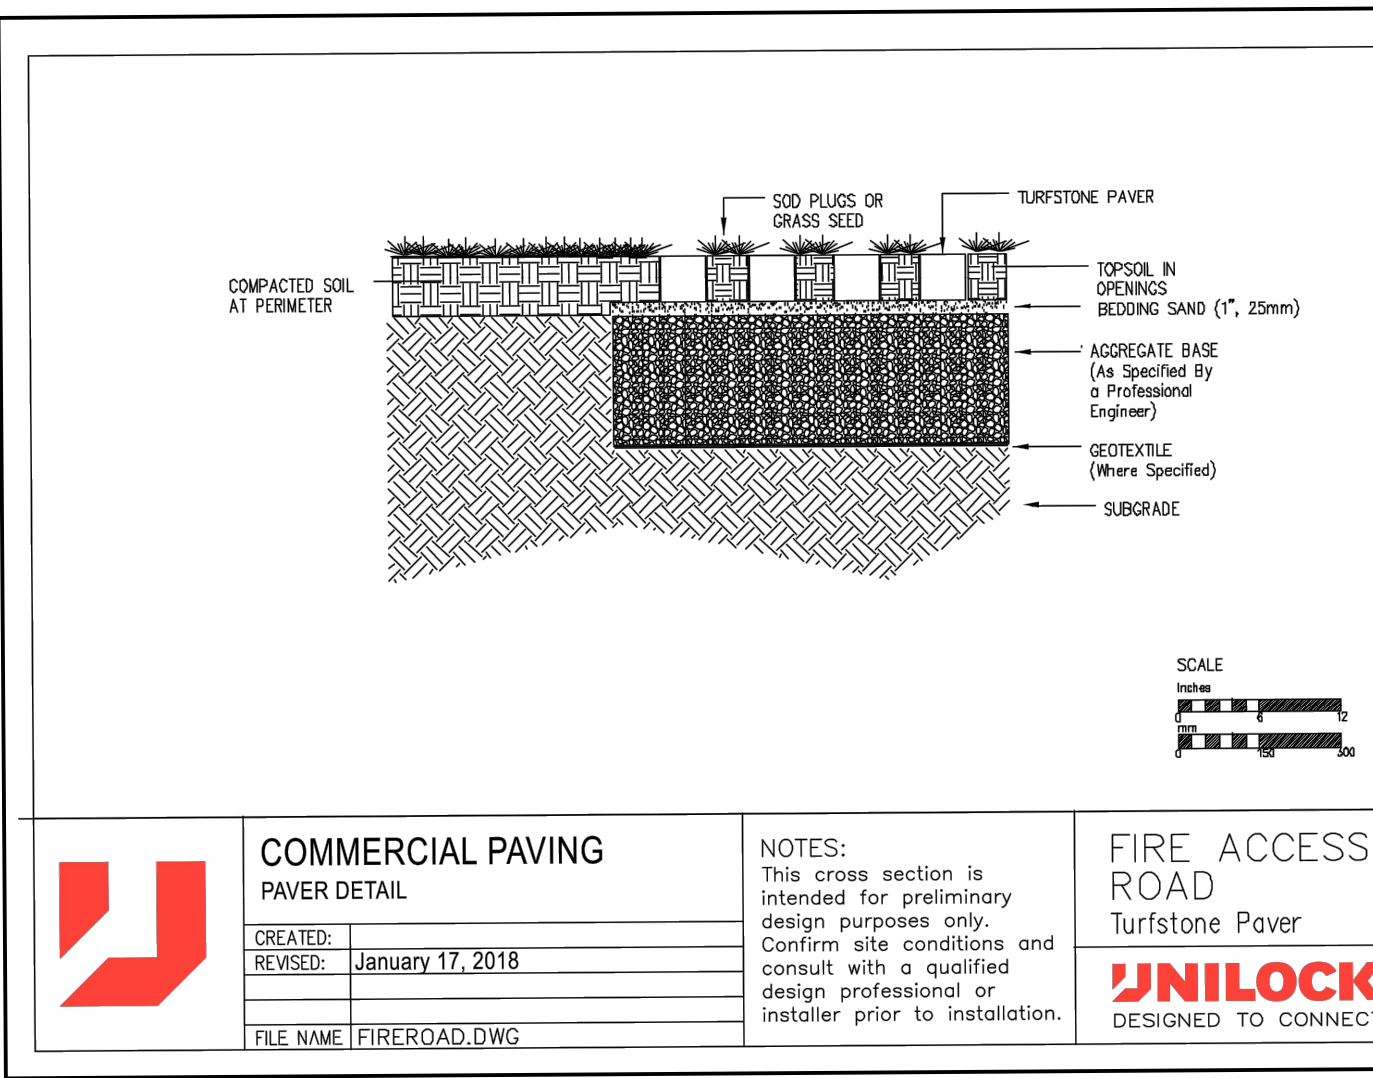 SOD PLUGS OR
GRASS SEED
TURFSTONE PAVER
COMPACTED SOIL
AT PERIMETER
TOPSOIL IN
OPENINGS
BEDDING SAND (1", 25mm)
AGGREGATE BASE
(As Specified By
a Professional
Engineer)
GEOTEXTILE
(Where Specified)
SUBGRADE
SCALE
Inches
0 6 12
mm
0 150 300
COMMERCIAL PAVING
PAVER DETAIL
CREATED:
REVISED: January 17, 2018
FILE NAME FIREROAD.DWG
NOTES:
This cross section is
intended for preliminary
design purposes only.
Confirm site conditions and
consult with a qualified
design professional or
installer prior to installation.
FIRE ACCESS
ROAD
Turfstone Paver
UNILOCK
DESIGNED TO CONNECT